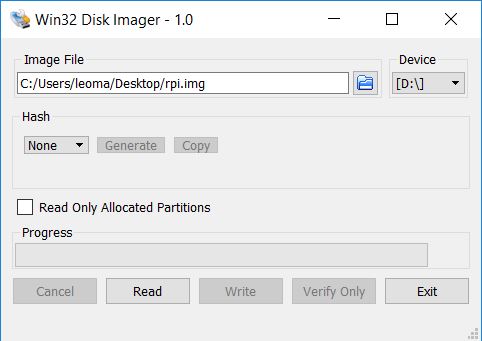 Win32 Disk Imager - 1.0
Image File
Device
C:/Users/leoma/Desktop/rpi.img
[D:\]
Hash
None
Generate
Copy
Read Only Allocated Partitions
Progress
Cancel
Read
Write
Verify Only
Exit